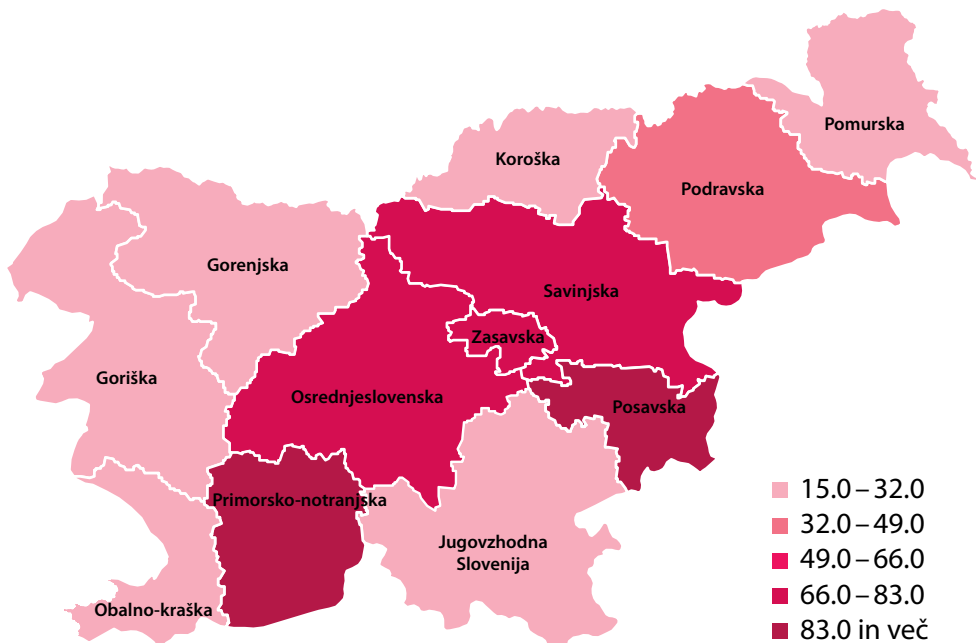 Pomurska
Koroška
Podravska
Gorenjska
Savinjska
Zasavska
Goriška
Osrednjeslovenska
Posavska
Primorsko-notranjska
Jugovzhodna
Slovenija
Obalno-kraška
15.0 – 32.0
32.0 – 49.0
49.0 – 66.0
66.0 – 83.0
83.0 in več